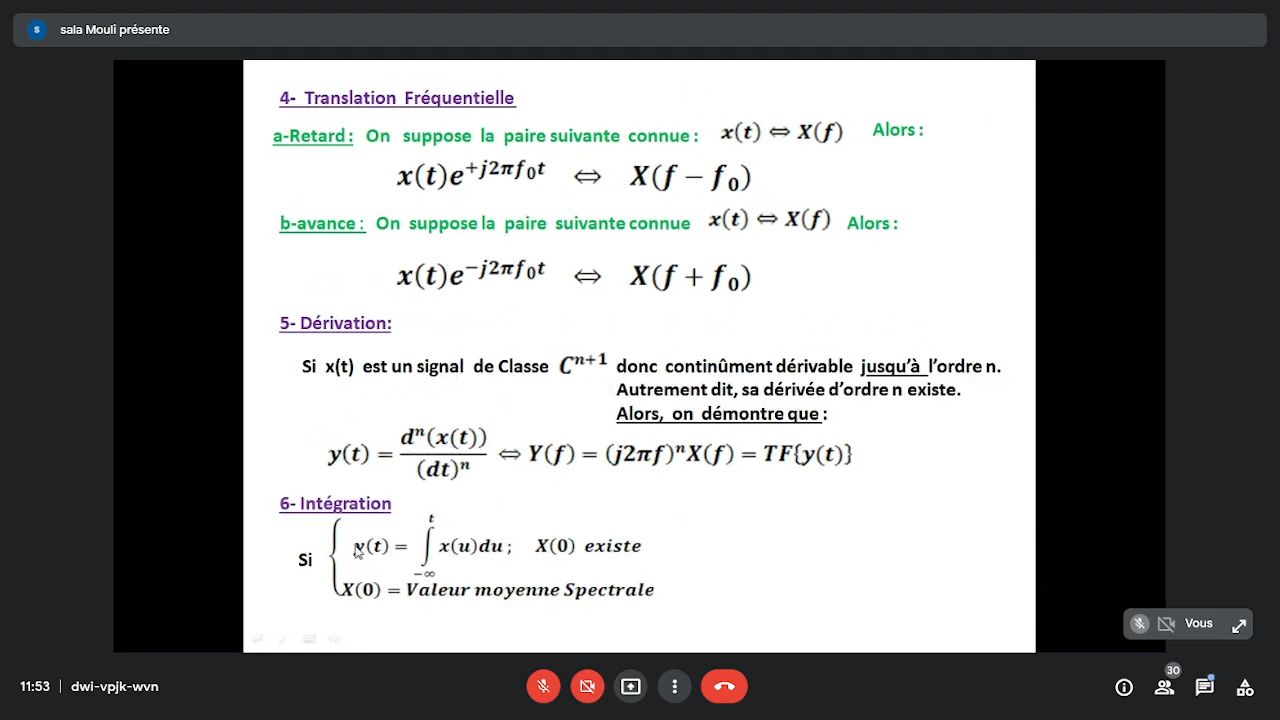 S sala Mouli présente
4- Translation Fréquentielle
a-Retard : On suppose la paire suivante connue : x(t) ⇔ X(f) Alors :
x(t)e^{+j2πf₀t} ⇔ X(f − f₀)
b-avance : On suppose la paire suivante connue x(t) ⇔ X(f) Alors :
x(t)e^{−j2πf₀t} ⇔ X(f + f₀)
5- Dérivation:
Si x(t) est un signal de Classe C^{n+1} donc continûment dérivable jusqu’à l’ordre n.
Autrement dit, sa dérivée d’ordre n existe.
Alors, on démontre que :
y(t) = dⁿ(x(t)) / (dt)ⁿ ⇔ Y(f) = (j2πf)ⁿX(f) = TF{y(t)}
6- Intégration
Si { y(t) = ∫_{−∞}^{t} x(u)du ; X(0) existe
X(0) = Valeur moyenne Spectrale
Vous
11:53 | dwi-vpjk-wvn
30